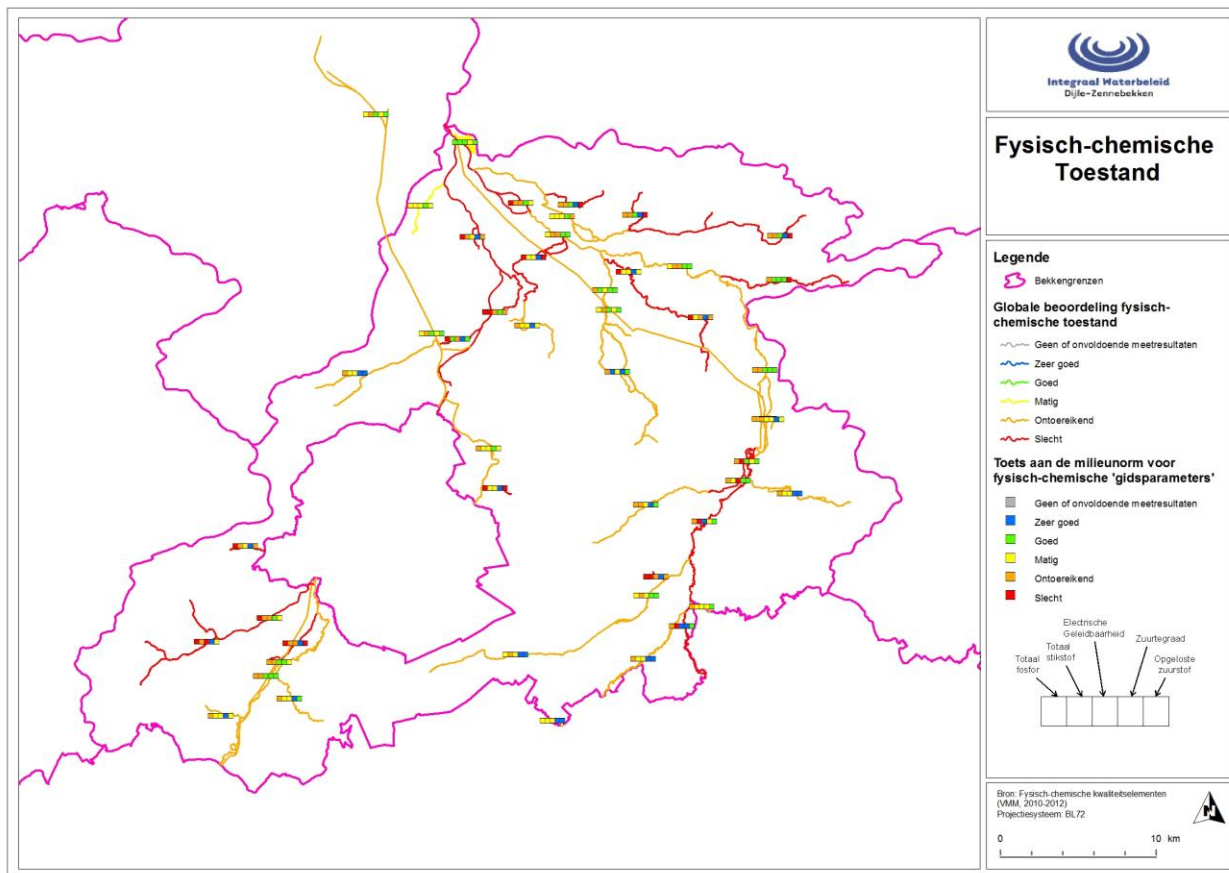 Integraal Waterbeleid
Dijle-Zennebekken
Fysisch-chemische
Toestand
Legende
Bekkengrenzen
Globale beoordeling fysisch-
chemische toestand
Geen of onvoldoende meetresultaten
Zeer goed
Goed
Matig
Ontoereikend
Slecht
Toets aan de milieunorm voor
fysisch-chemische 'gidsparameters'
Geen of onvoldoende meetresultaten
Zeer goed
Goed
Matig
Ontoereikend
Slecht
Totaal
fosfor
Totaal
stikstof
Electrische
Geleidbaarheid
Zuurtegraad
Opgeloste
zuurstof
Bron: Fysisch-chemische kwaliteitselementen
(VMM, 2010-2012)
Projectiesysteem: BL72
N
0 10 km